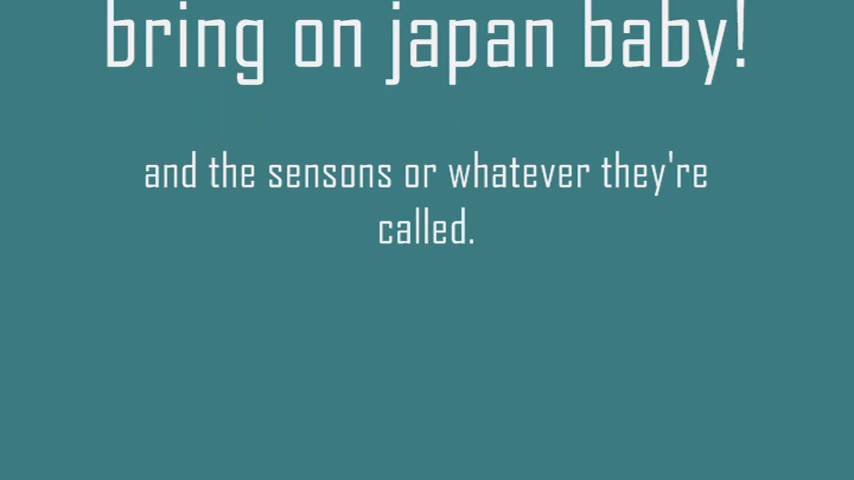 bring on japan baby!
and the sensons or whatever they're
called.